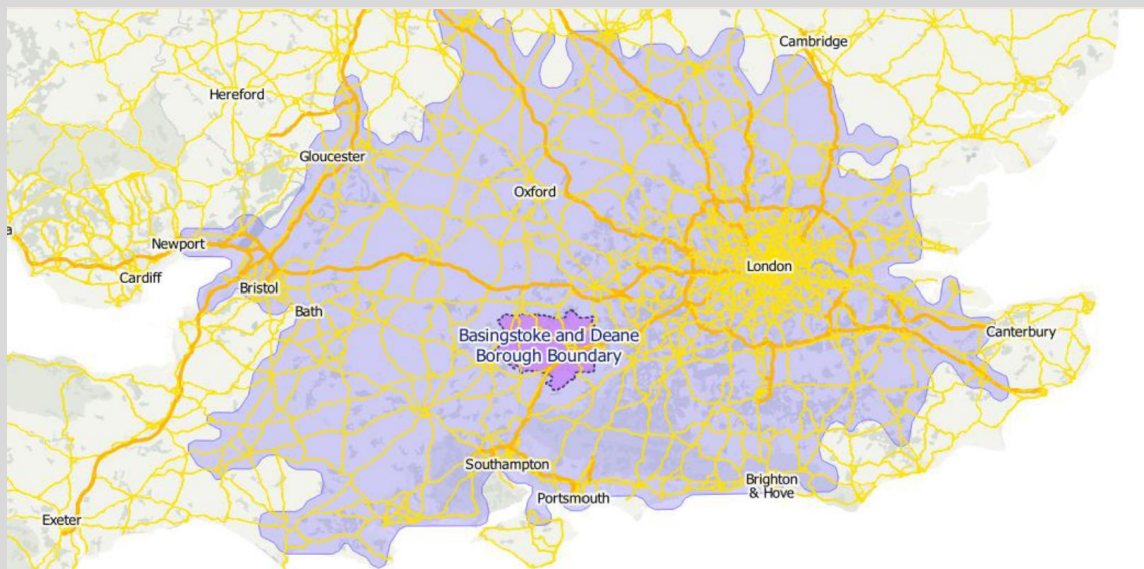 Cambridge
Hereford
Gloucester
Oxford
Newport
Cardiff
London
Bristol
Bath
Basingstoke and Deane
Borough Boundary
Canterbury
Southampton
Portsmouth
Brighton
& Hove
Exeter